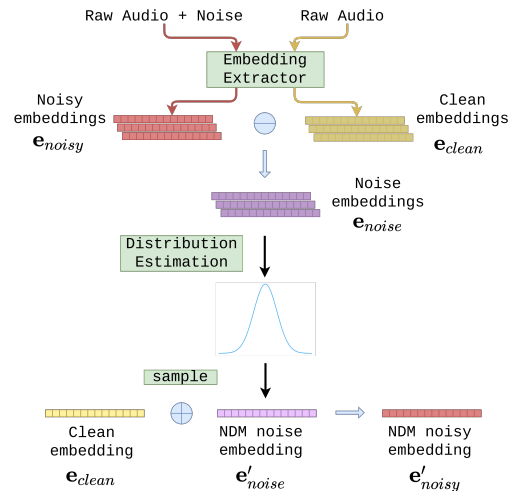 Raw Audio + Noise
Raw Audio
Embedding
Extractor
Noisy
embeddings
e_noisy
Clean
embeddings
e_clean
Noise
embeddings
e_noise
Distribution
Estimation
sample
Clean
embedding
e_clean
NDM noise
embedding
e'_noise
NDM noisy
embedding
e'_noisy